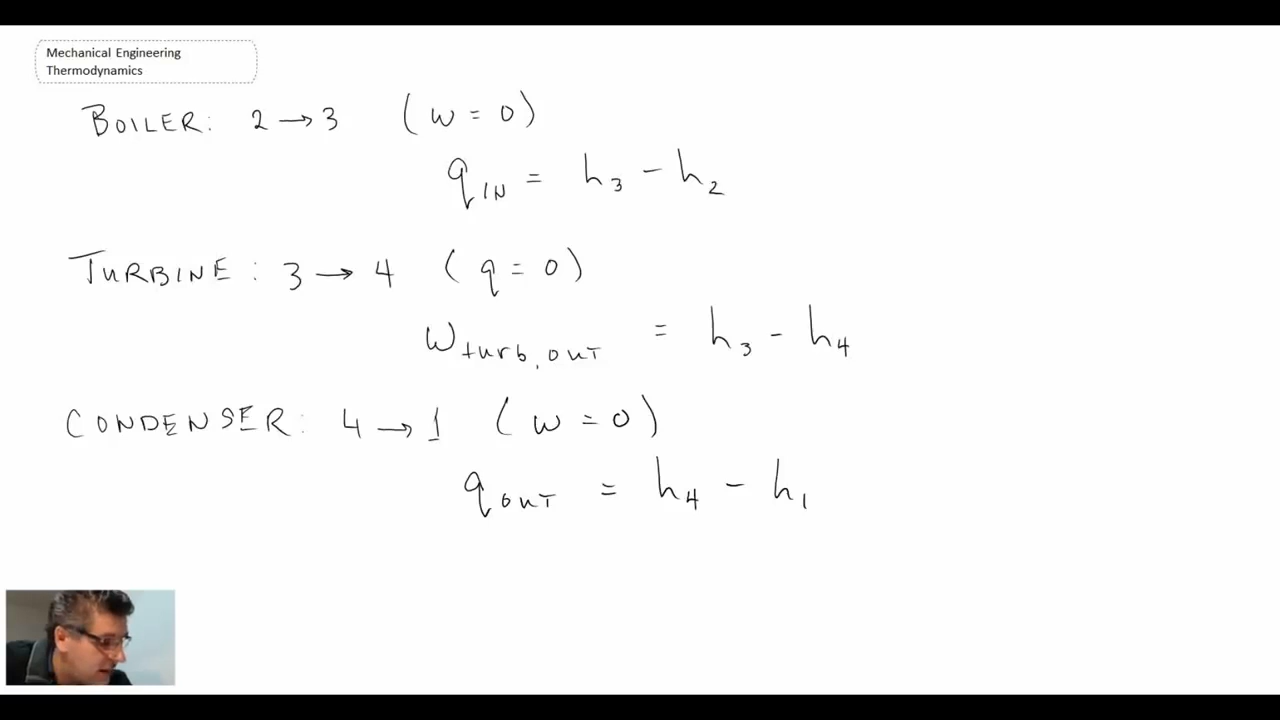 Mechanical Engineering
Thermodynamics
BOILER: 2 → 3 (w = 0)
q_IN = h_3 - h_2
TURBINE: 3 → 4 (q = 0)
w_turb,out = h_3 - h_4
CONDENSER: 4 → 1 (w = 0)
q_out = h_4 - h_1